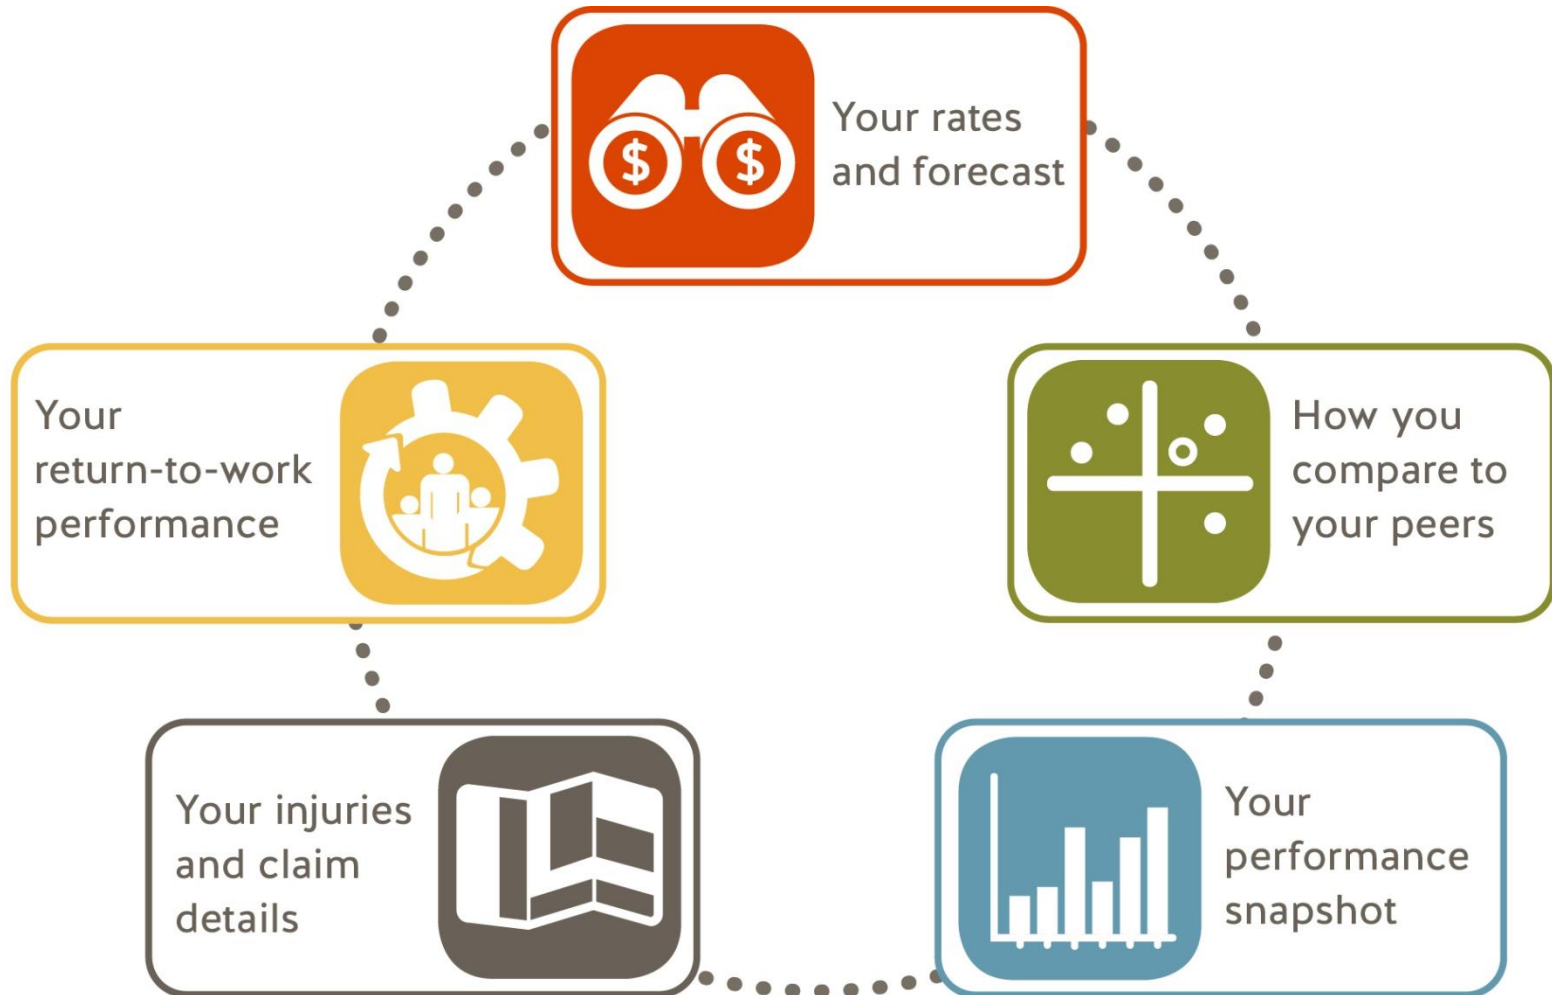 $ $
Your rates
and forecast
Your
return-to-work
performance
How you
compare to
your peers
Your injuries
and claim
details
Your
performance
snapshot